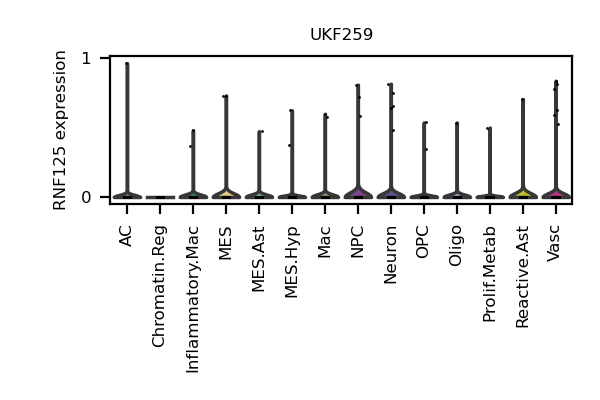 UKF259
RNF125 expression
1
0
AC
Chromatin.Reg
Inflammatory.Mac
MES
MES.Ast
MES.Hyp
Mac
NPC
Neuron
OPC
Oligo
Prolif.Metab
Reactive.Ast
Vasc